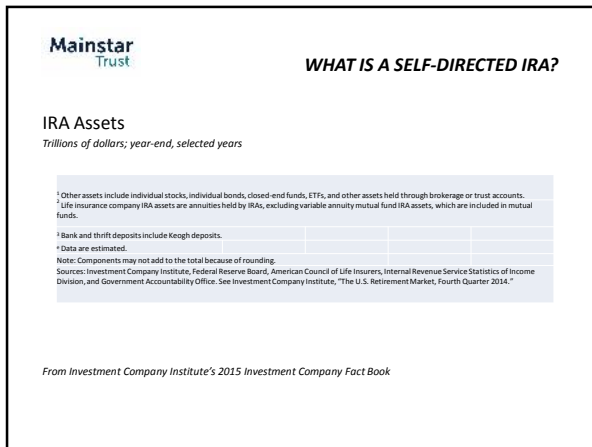 Mainstar
Trust
WHAT IS A SELF-DIRECTED IRA?
IRA Assets
Trillions of dollars; year-end, selected years
¹ Other assets include individual stocks, individual bonds, closed-end funds, ETFs, and other assets held through brokerage or trust accounts.
² Life insurance company IRA assets are annuities held by IRAs, excluding variable annuity mutual fund IRA assets, which are included in mutual
funds.
³ Bank and thrift deposits include Keogh deposits.
ᵉ Data are estimated.
Note: Components may not add to the total because of rounding.
Sources: Investment Company Institute, Federal Reserve Board, American Council of Life Insurers, Internal Revenue Service Statistics of Income
Division, and Government Accountability Office. See Investment Company Institute, "The U.S. Retirement Market, Fourth Quarter 2014."
From Investment Company Institute's 2015 Investment Company Fact Book